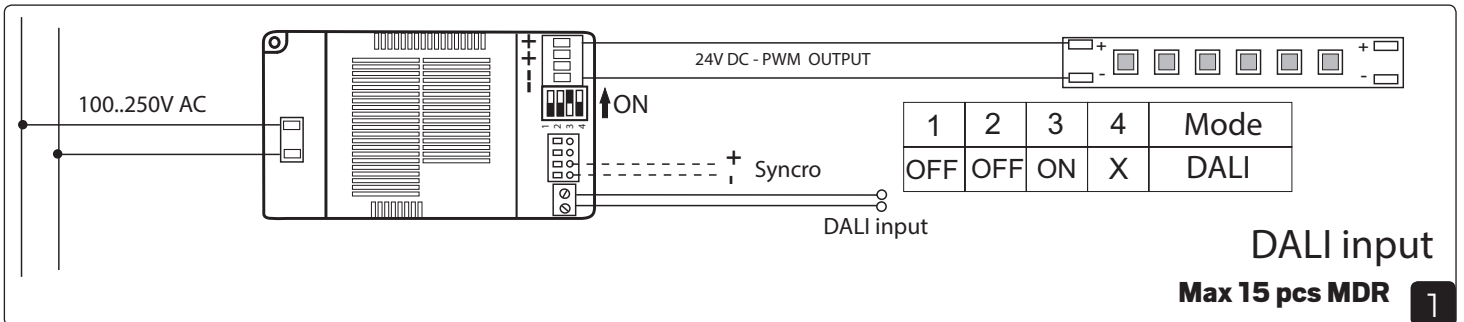 100..250V AC
+
+
-
-
1 2 3 4
ON
24V DC - PWM OUTPUT
+
-
+
-
+
-
Syncro
DALI input
1 2 3 4 Mode
OFF OFF ON X DALI
DALI input
Max 15 pcs MDR
1